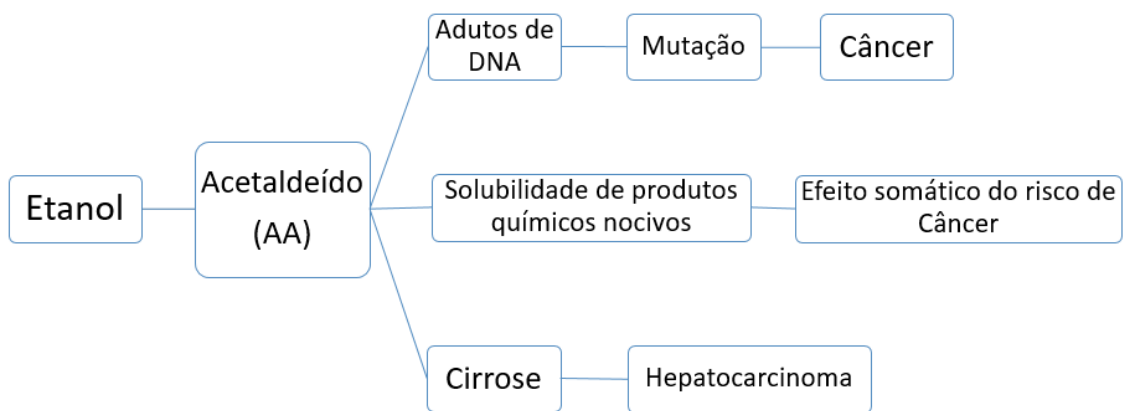 Etanol
Acetaldeído
(AA)
Adutos de
DNA
Mutação
Câncer
Solubilidade de produtos
químicos nocivos
Efeito somático do risco de
Câncer
Cirrose
Hepatocarcinoma